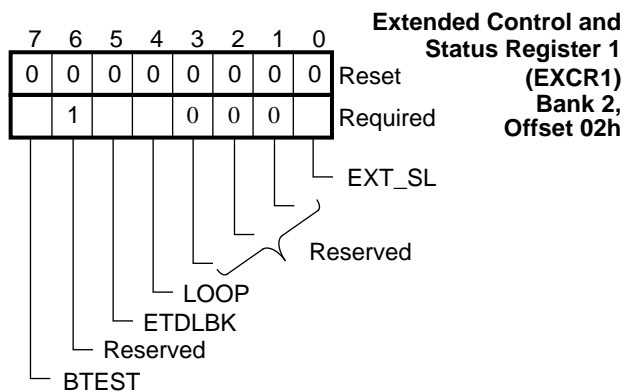 Extended Control and
Status Register 1
(EXCR1)
Bank 2,
Offset 02h
7 6 5 4 3 2 1 0
0 0 0 0 0 0 0 0 Reset
1 0 0 0 Required
EXT_SL
Reserved
LOOP
ETDLBK
Reserved
BTEST